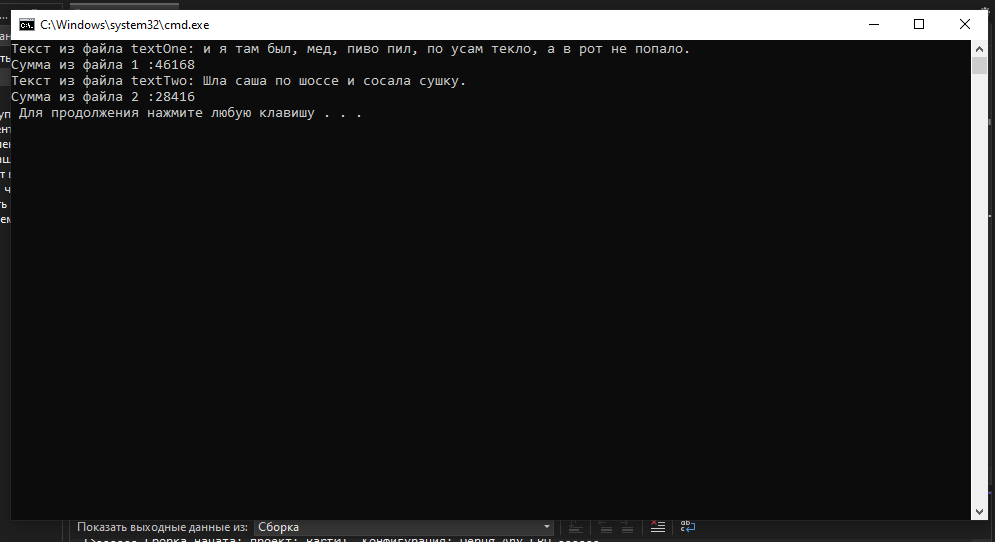 C:\Windows\system32\cmd.exe
Текст из файла textOne: и я там был, мед, пиво пил, по усам текло, а в рот не попало.
Сумма из файла 1 :46168
Текст из файла textTwo: Шла саша по шоссе и сосала сушку.
Сумма из файла 2 :28416
Для продолжения нажмите любую клавишу . . .
Показать выходные данные из: Сборка